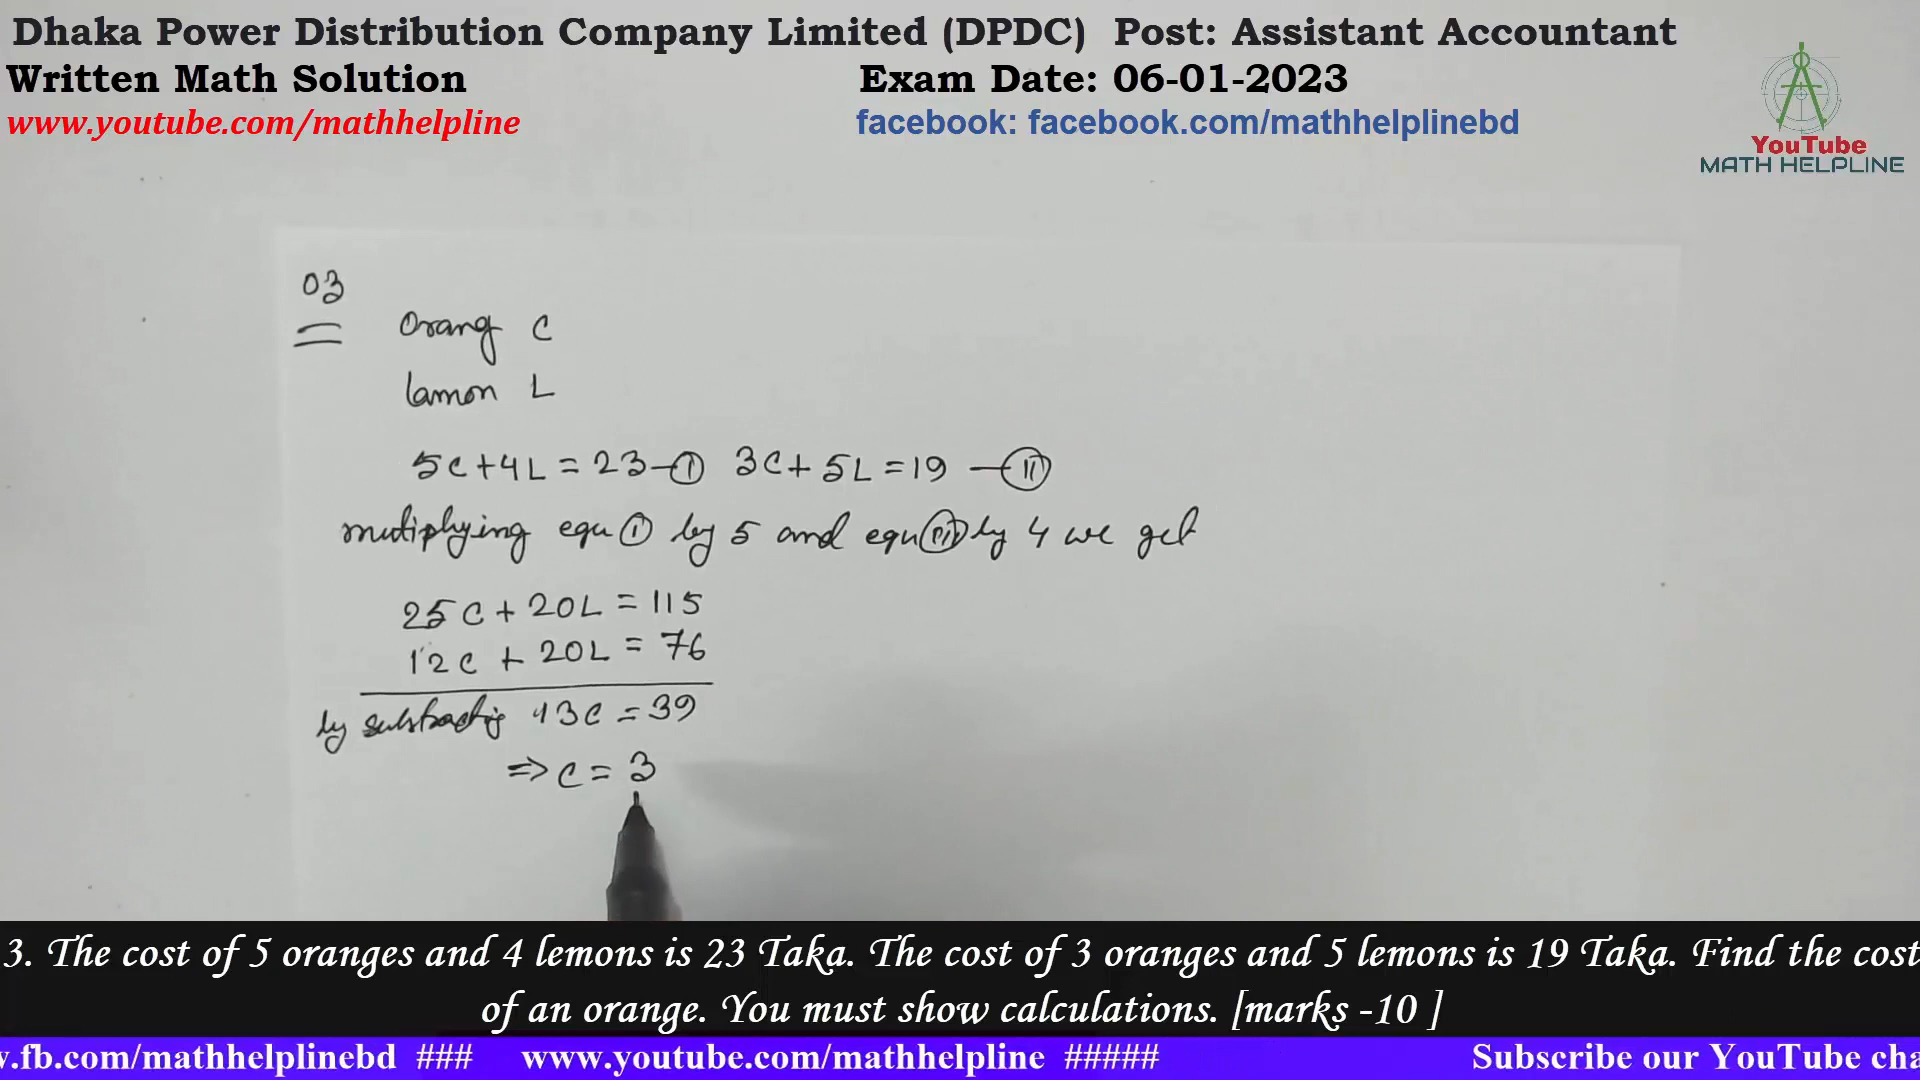 Dhaka Power Distribution Company Limited (DPDC) Post: Assistant Accountant
Written Math Solution Exam Date: 06-01-2023
www.youtube.com/mathhelpline facebook: facebook.com/mathhelplinebd
YouTube
MATH HELPLINE
03
Orang C
lamon L
5C+4L = 23 — (I) 3C + 5L = 19 — (II)
mutiplying equ (I) by 5 and equ (II) by 4 we get
25C + 20L = 115
12C + 20L = 76
by subtractig 13C = 39
⇒ C = 3
3. The cost of 5 oranges and 4 lemons is 23 Taka. The cost of 3 oranges and 5 lemons is 19 Taka. Find the cost
of an orange. You must show calculations. [marks -10 ]
.fb.com/mathhelplinebd ### www.youtube.com/mathhelpline ##### Subscribe our YouTube cha